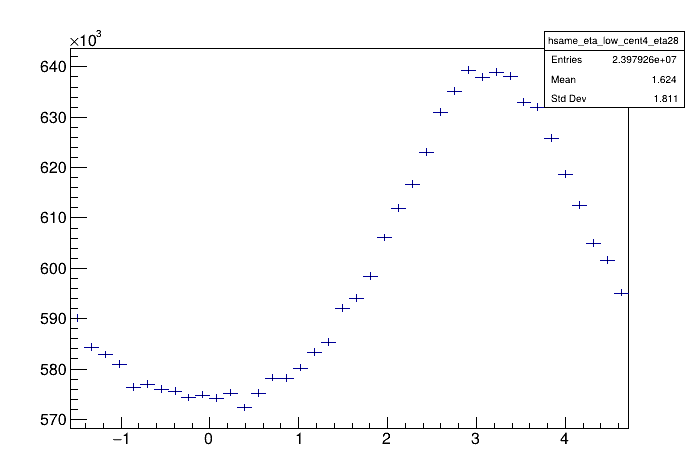 ×10³
hsame_eta_low_cent4_eta28
Entries 2.397926e+07
Mean 1.624
Std Dev 1.811
640
630
620
610
600
590
580
570
−1 0 1 2 3 4